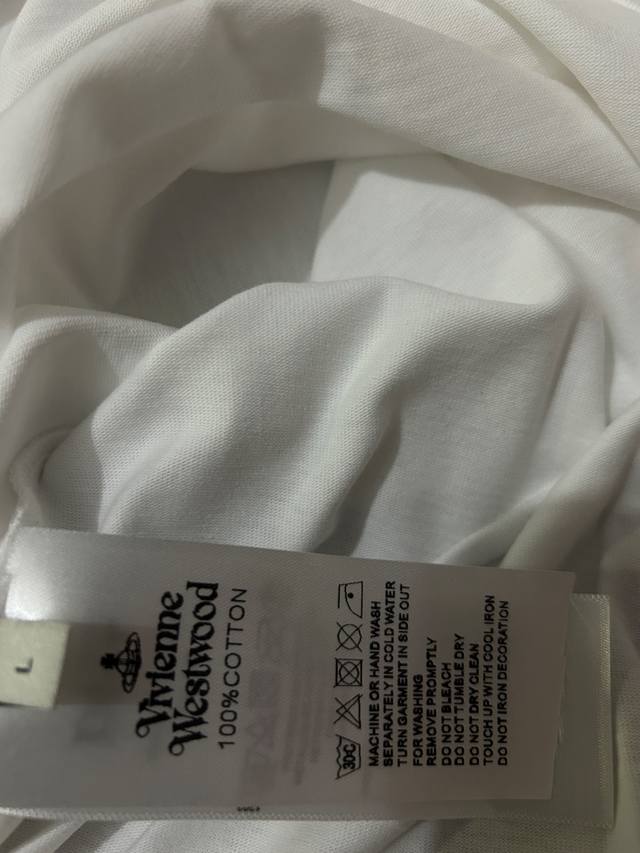 L
Vivienne
Westwood
100%COTTON
30C
MACHINE OR HAND WASH
SEPARATELY IN COLD WATER
TURN GARMENT IN SIDE OUT
FOR WASHING
REMOVE PROMPTLY
DO NOT BLEACH
DO NOT TUMBLE DRY
DO NOT DRY CLEAN
TOUCH UP WITH COOL IRON
DO NOT IRON DECORATION